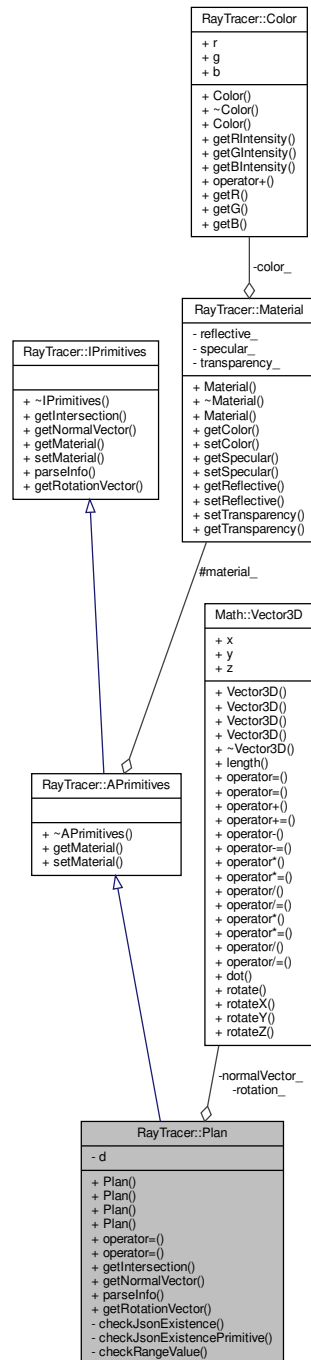 RayTracer::Color
+ r
+ g
+ b
+ Color()
+ ~Color()
+ Color()
+ getRIntensity()
+ getGIntensity()
+ getBIntensity()
+ operator+()
+ getR()
+ getG()
+ getB()
-color_
RayTracer::Material
- reflective_
- specular_
- transparency_
+ Material()
+ ~Material()
+ Material()
+ getColor()
+ setColor()
+ getSpecular()
+ setSpecular()
+ getReflective()
+ setReflective()
+ setTransparency()
+ getTransparency()
RayTracer::IPrimitives
+ ~IPrimitives()
+ getIntersection()
+ getNormalVector()
+ getMaterial()
+ setMaterial()
+ parseInfo()
+ getRotationVector()
#material_
Math::Vector3D
+ x
+ y
+ z
+ Vector3D()
+ Vector3D()
+ Vector3D()
+ Vector3D()
+ ~Vector3D()
+ length()
+ operator=()
+ operator=()
+ operator+()
+ operator+=()
+ operator-()
+ operator-=()
+ operator*()
+ operator*=()
+ operator/()
+ operator/=()
+ operator*()
+ operator*=()
+ operator/()
+ operator/=()
+ dot()
+ rotate()
+ rotateX()
+ rotateY()
+ rotateZ()
RayTracer::APrimitives
+ ~APrimitives()
+ getMaterial()
+ setMaterial()
-normalVector_
-rotation_
RayTracer::Plan
- d
+ Plan()
+ Plan()
+ Plan()
+ Plan()
+ operator=()
+ operator=()
+ getIntersection()
+ getNormalVector()
+ parseInfo()
+ getRotationVector()
- checkJsonExistence()
- checkJsonExistencePrimitive()
- checkRangeValue()